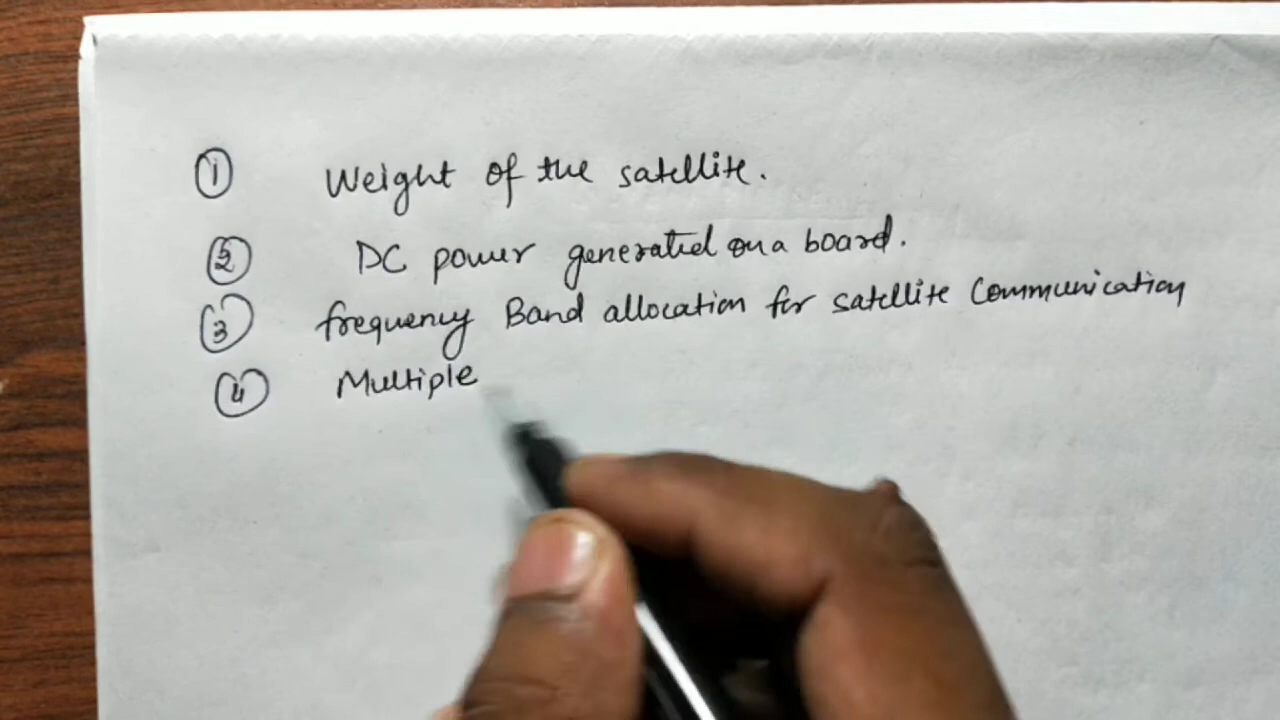 ① Weight of the satellite.
② DC power generated on a board.
③ frequency Band allocation for satellite Communication
④ Multiple